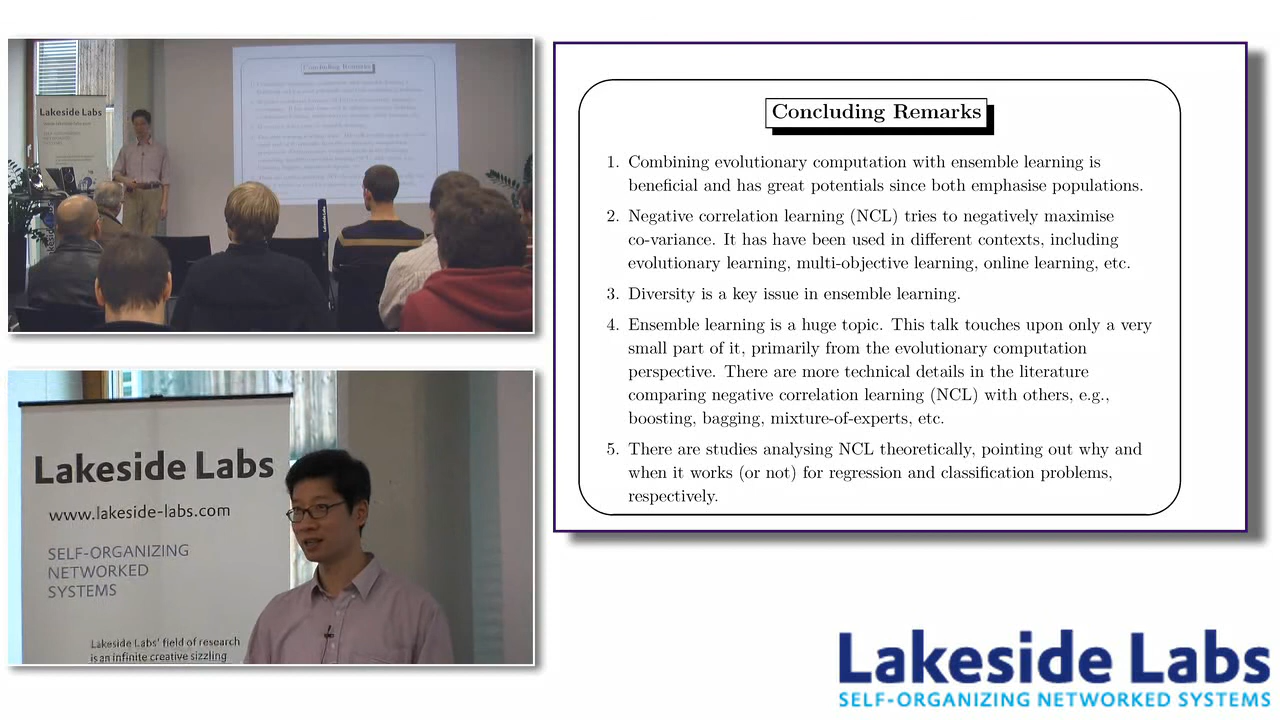 Concluding Remarks
Lakeside Labs
SELF-ORGANIZING
NETWORKED
SYSTEMS
Concluding Remarks
1. Combining evolutionary computation with ensemble learning is
beneficial and has great potentials since both emphasise populations.
2. Negative correlation learning (NCL) tries to negatively maximise
co-variance. It has have been used in different contexts, including
evolutionary learning, multi-objective learning, online learning, etc.
3. Diversity is a key issue in ensemble learning.
4. Ensemble learning is a huge topic. This talk touches upon only a very
small part of it, primarily from the evolutionary computation
perspective. There are more technical details in the literature
comparing negative correlation learning (NCL) with others, e.g.,
boosting, bagging, mixture-of-experts, etc.
5. There are studies analysing NCL theoretically, pointing out why and
when it works (or not) for regression and classification problems,
respectively.
Lakeside Labs
www.lakeside-labs.com
SELF-ORGANIZING
NETWORKED
SYSTEMS
Lakeside Labs' field of research
is an infinite creative sizzling
Lakeside Labs
SELF-ORGANIZING NETWORKED SYSTEMS